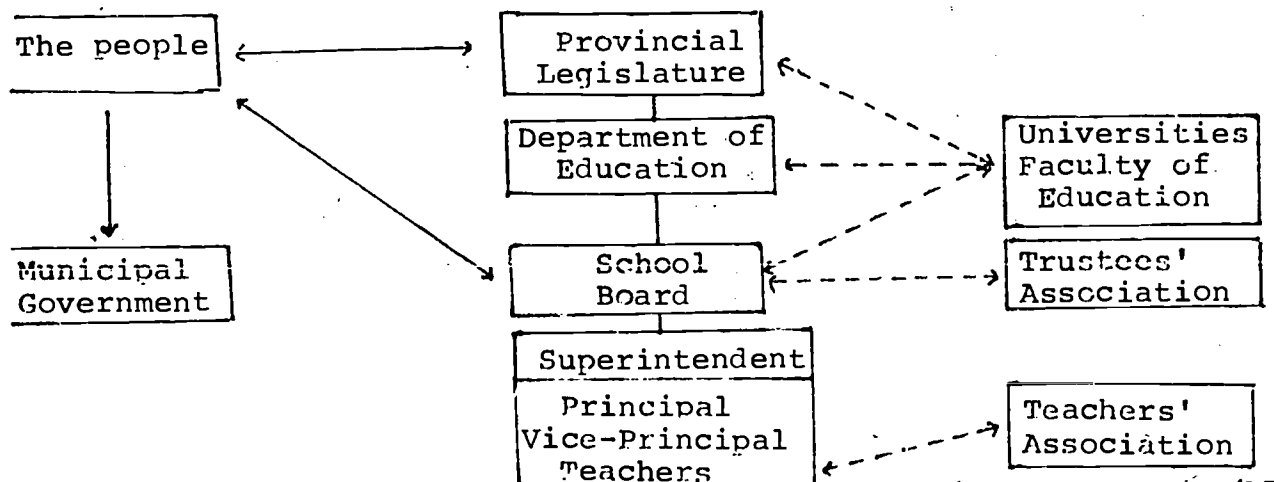 The people
Provincial
Legislature
Department of
Education
Universities
Faculty of
Education
Municipal
Government
School
Board
Trustees'
Association
Superintendent
Principal
Vice-Principal
Teachers
Teachers'
Association